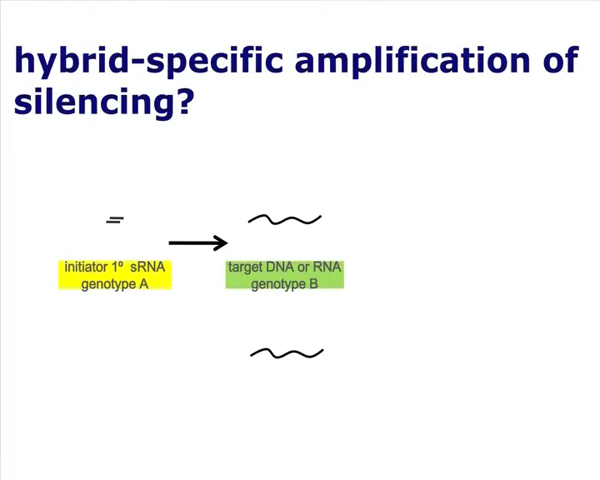 hybrid-specific amplification of
silencing?
initiator 1º sRNA
genotype A
target DNA or RNA
genotype B